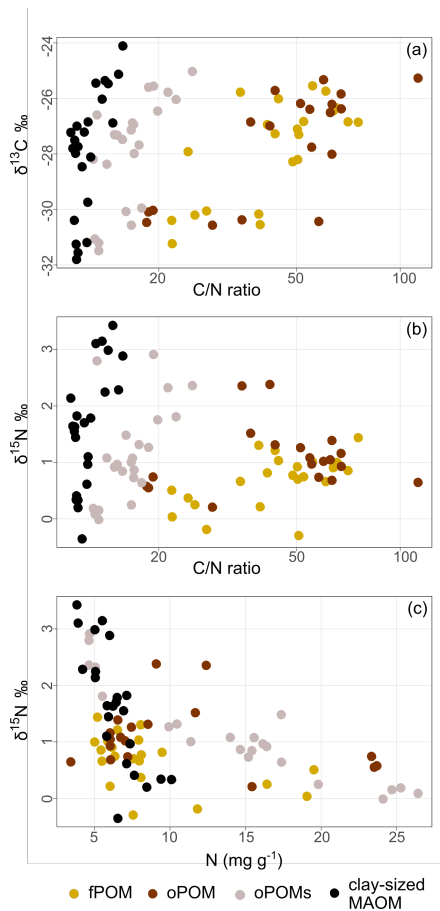 (a)
-24
-26
-28
-30
-32
δ¹³C ‰
20 50 100
C/N ratio
(b)
3
2
1
0
δ¹⁵N ‰
20 50 100
C/N ratio
(c)
3
2
1
0
δ¹⁵N ‰
5 10 15 20 25
N (mg g⁻¹)
fPOM oPOM oPOMs clay-sized
MAOM